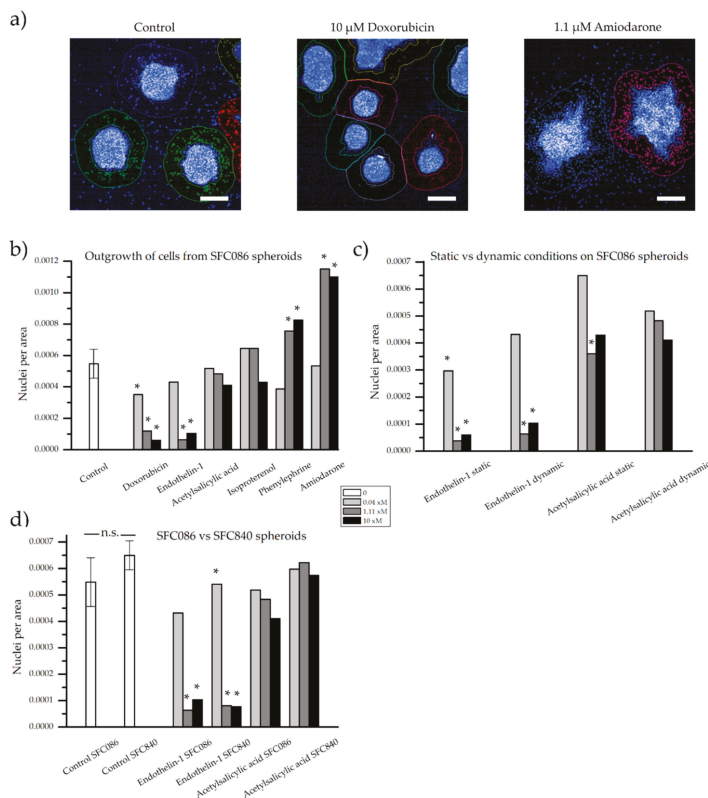 a)
Control
10 µM Doxorubicin
1.1 µM Amiodarone
b)
Outgrowth of cells from SFC086 spheroids
Nuclei per area
0.0012
0.0010
0.0008
0.0006
0.0004
0.0002
0.0000
* * * * * * * * *
Control
Doxorubicin
Endothelin-1
Acetylsalicylic acid
Isoproterenol
Phenylephrine
Amiodarone
c)
Static vs dynamic conditions on SFC086 spheroids
Nuclei per area
0.0007
0.0006
0.0005
0.0004
0.0003
0.0002
0.0001
0.0000
* * * * * *
Endothelin-1 static
Endothelin-1 dynamic
Acetylsalicylic acid static
Acetylsalicylic acid dynamic
0
0.04 xM
1.11 xM
10 xM
d)
n.s.
SFC086 vs SFC840 spheroids
Nuclei per area
0.0007
0.0006
0.0005
0.0004
0.0003
0.0002
0.0001
0.0000
* * * * *
Control SFC086
Control SFC840
Endothelin-1 SFC086
Endothelin-1 SFC840
Acetylsalicylic acid SFC086
Acetylsalicylic acid SFC840